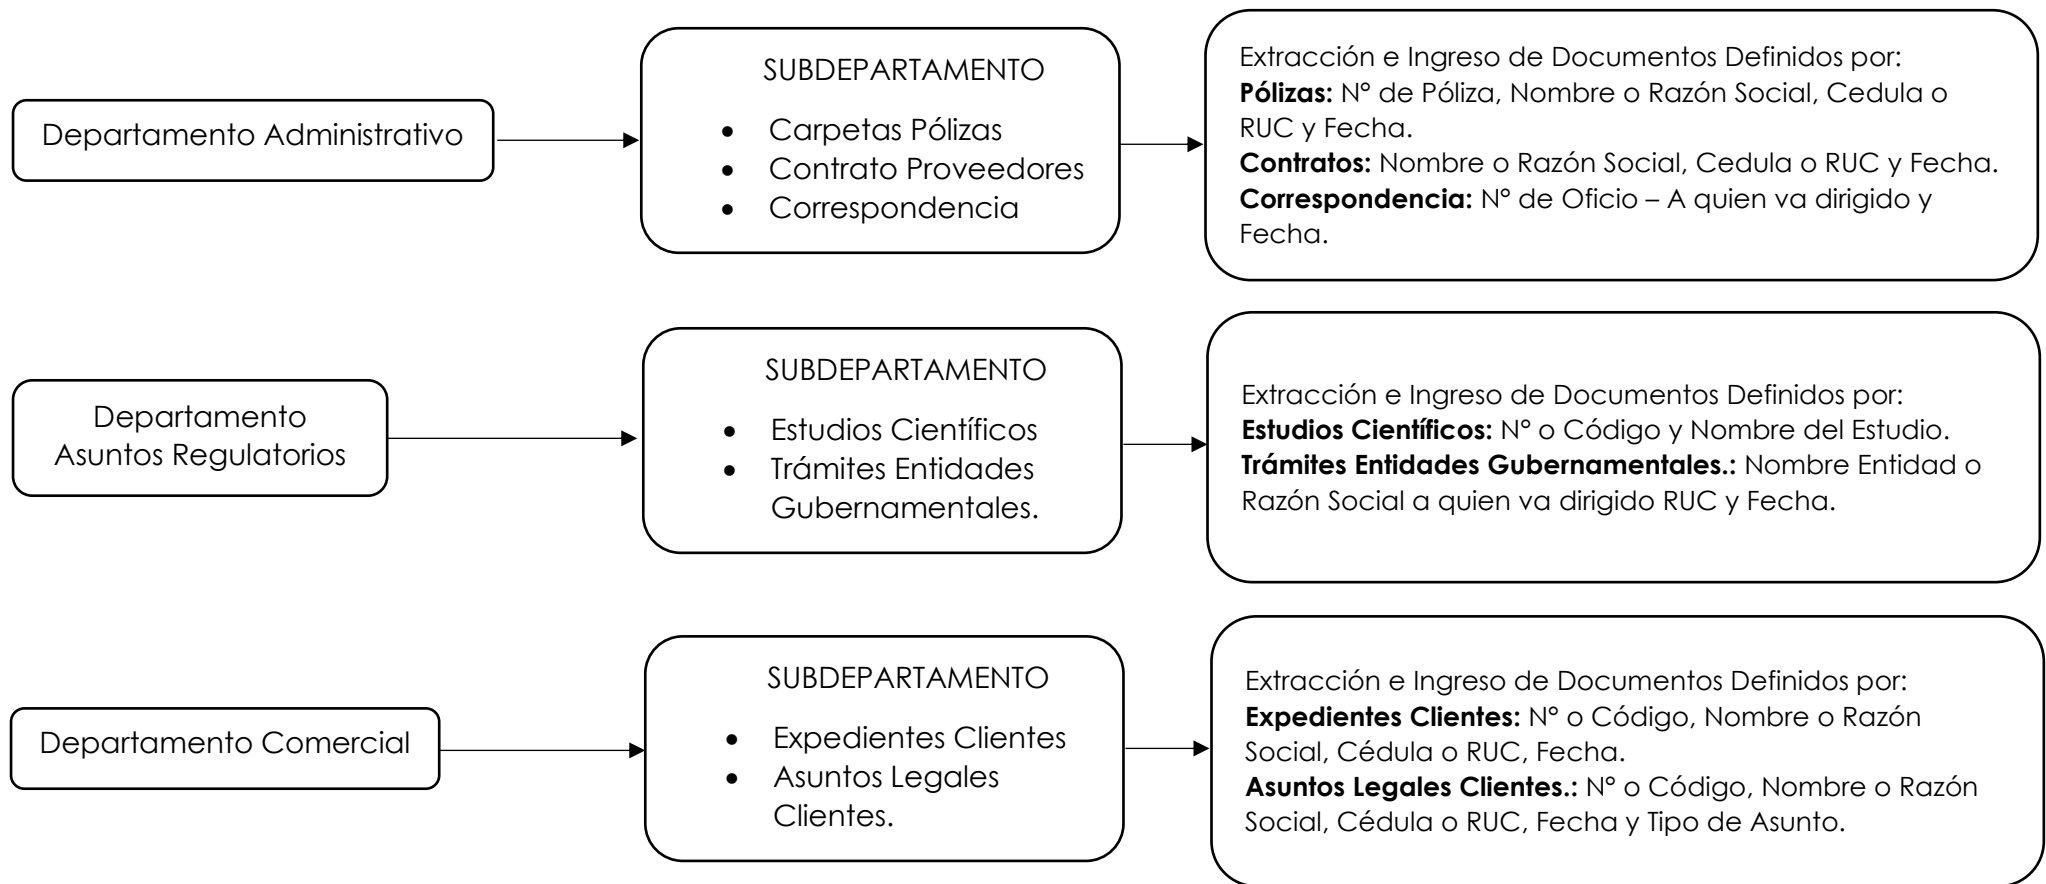 Departamento Administrativo
SUBDEPARTAMENTO
• Carpetas Pólizas
• Contrato Proveedores
• Correspondencia
Extracción e Ingreso de Documentos Definidos por:
Pólizas: N° de Póliza, Nombre o Razón Social, Cedula o
RUC y Fecha.
Contratos: Nombre o Razón Social, Cedula o RUC y Fecha.
Correspondencia: N° de Oficio – A quien va dirigido y
Fecha.
Departamento
Asuntos Regulatorios
SUBDEPARTAMENTO
• Estudios Científicos
• Trámites Entidades
Gubernamentales.
Extracción e Ingreso de Documentos Definidos por:
Estudios Científicos: N° o Código y Nombre del Estudio.
Trámites Entidades Gubernamentales.: Nombre Entidad o
Razón Social a quien va dirigido RUC y Fecha.
Departamento Comercial
SUBDEPARTAMENTO
• Expedientes Clientes
• Asuntos Legales
Clientes.
Extracción e Ingreso de Documentos Definidos por:
Expedientes Clientes: N° o Código, Nombre o Razón
Social, Cédula o RUC, Fecha.
Asuntos Legales Clientes.: N° o Código, Nombre o Razón
Social, Cédula o RUC, Fecha y Tipo de Asunto.